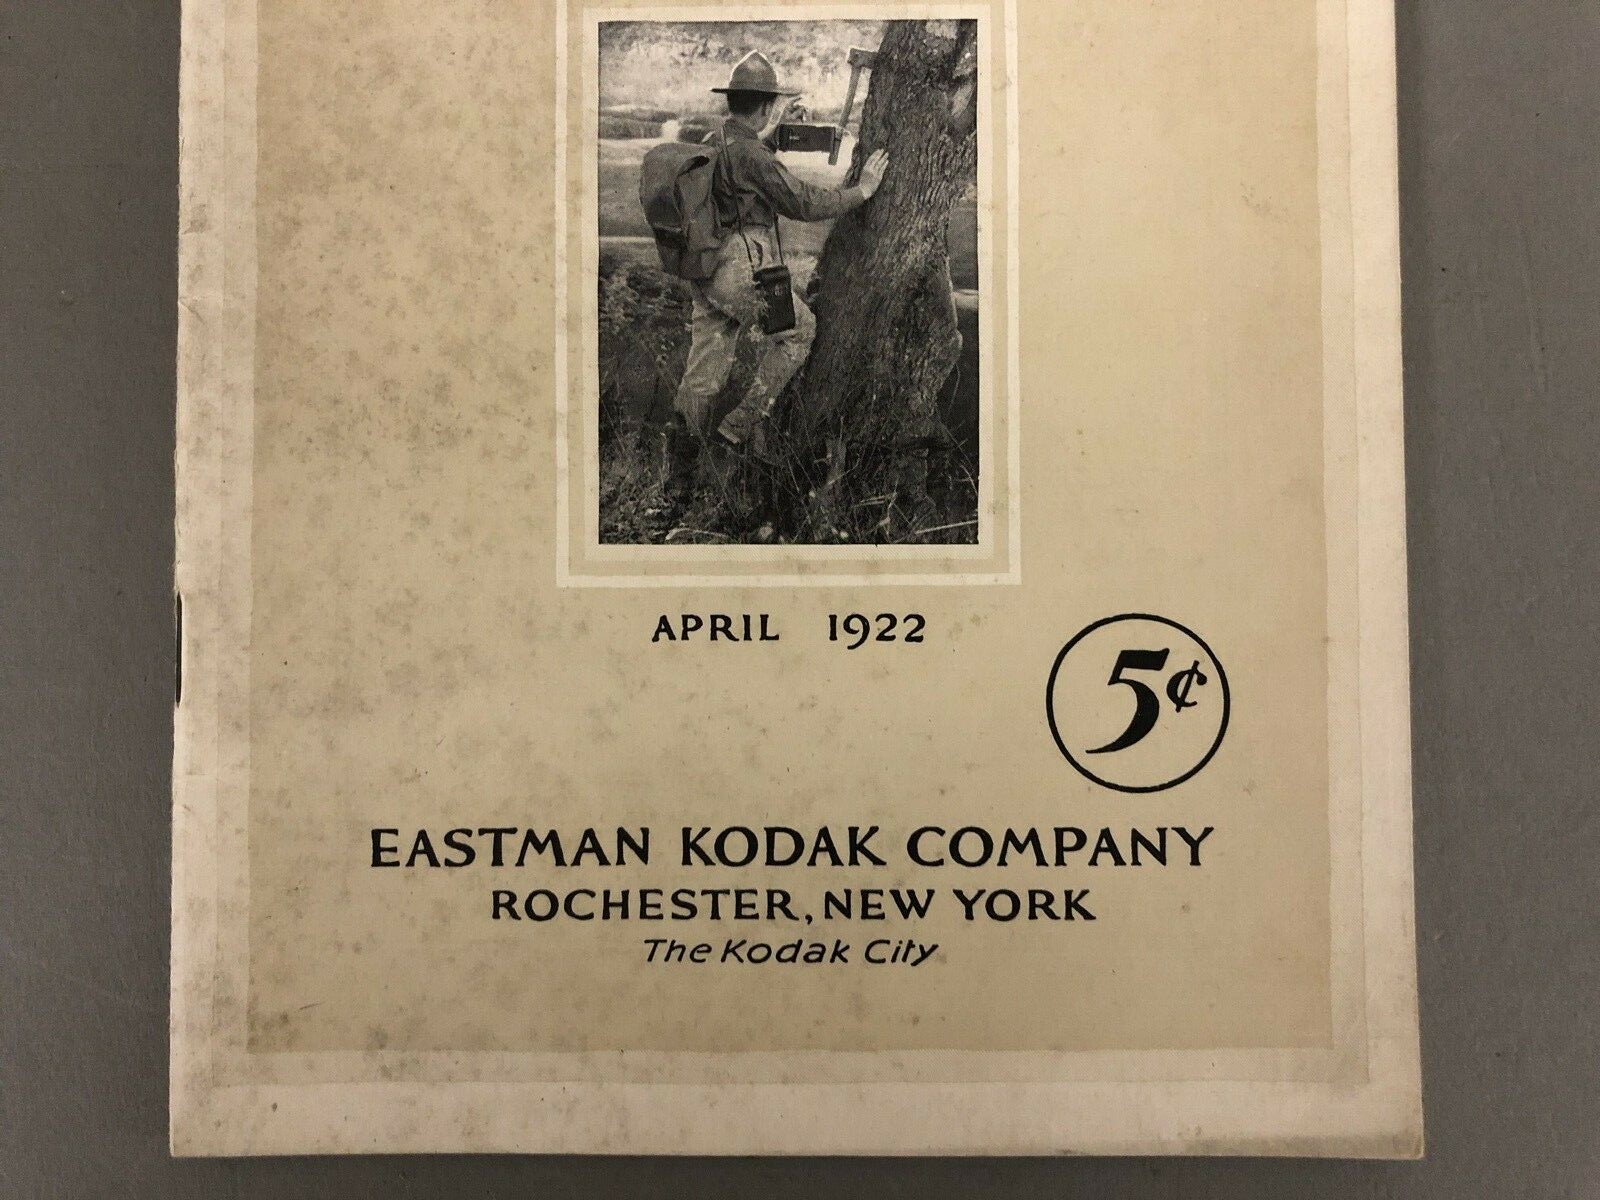 APRIL 1922
5¢
EASTMAN KODAK COMPANY
ROCHESTER, NEW YORK
The Kodak City